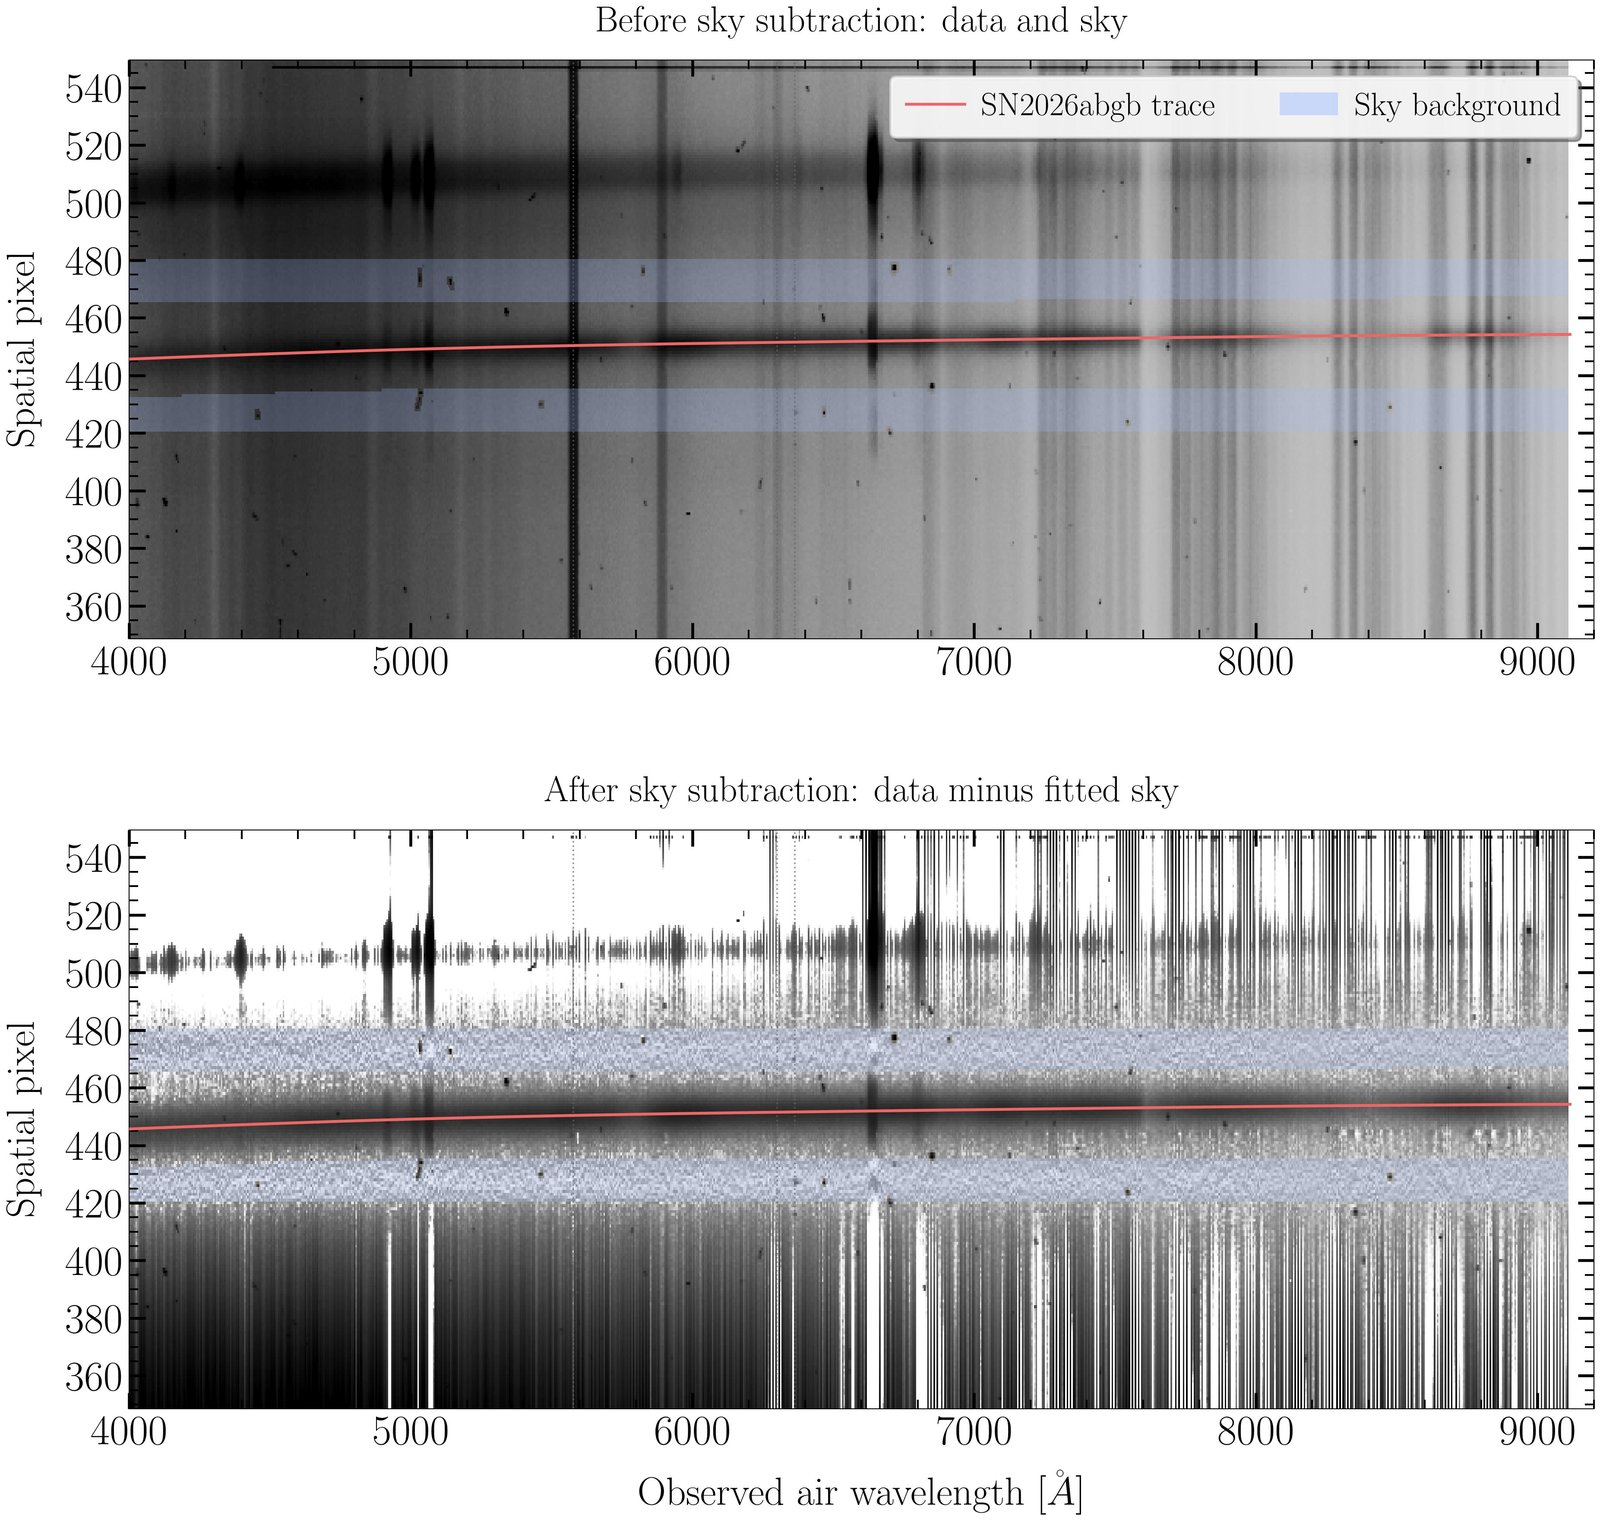 Before sky subtraction: data and sky
SN2026abgb trace
Sky background
540
520
500
480
460
440
420
400
380
360
Spatial pixel
4000 5000 6000 7000 8000 9000
After sky subtraction: data minus fitted sky
540
520
500
480
460
440
420
400
380
360
Spatial pixel
4000 5000 6000 7000 8000 9000
Observed air wavelength [Å]